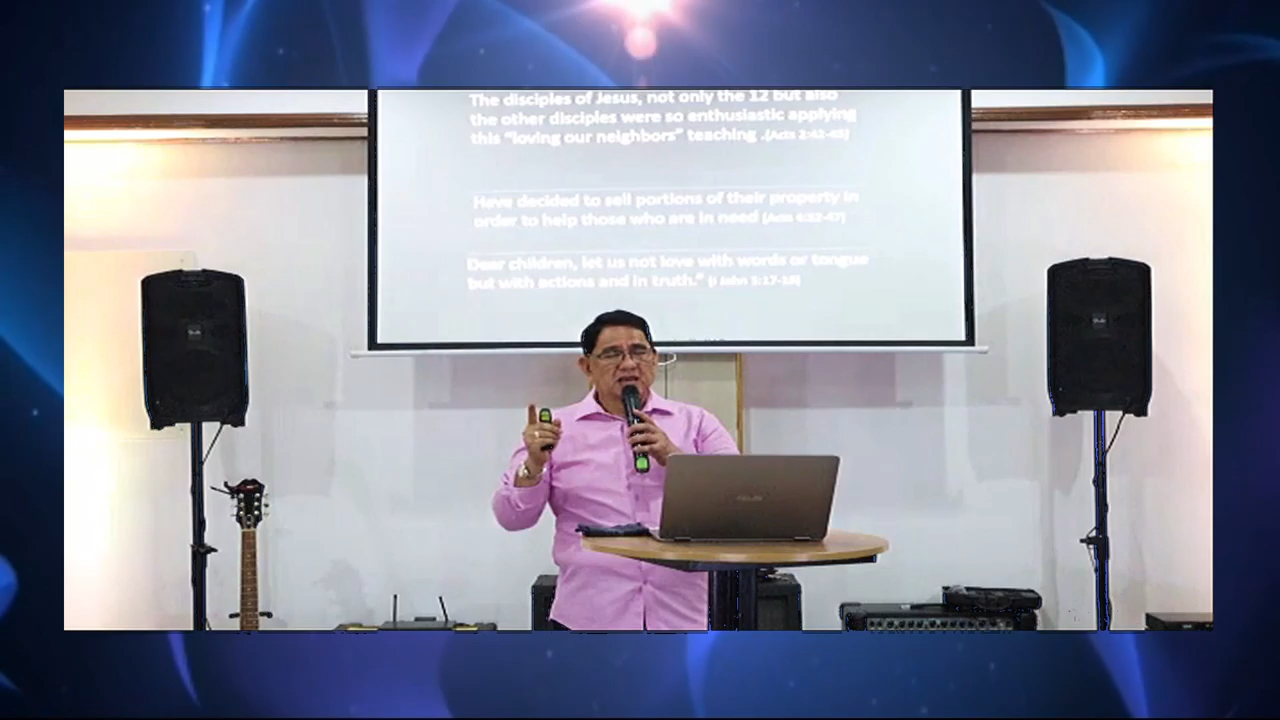 The disciples of Jesus, not only the 12 but also
the other disciples were so enthusiastic applying
this "loving our neighbors" teaching .(Acts 2:42-45)
Have decided to sell portions of their property in
order to help those who are in need (Acts
Dear children, let us not love with words or tongue
but with actions and in truth." (I John 3:17-18)
ASUS